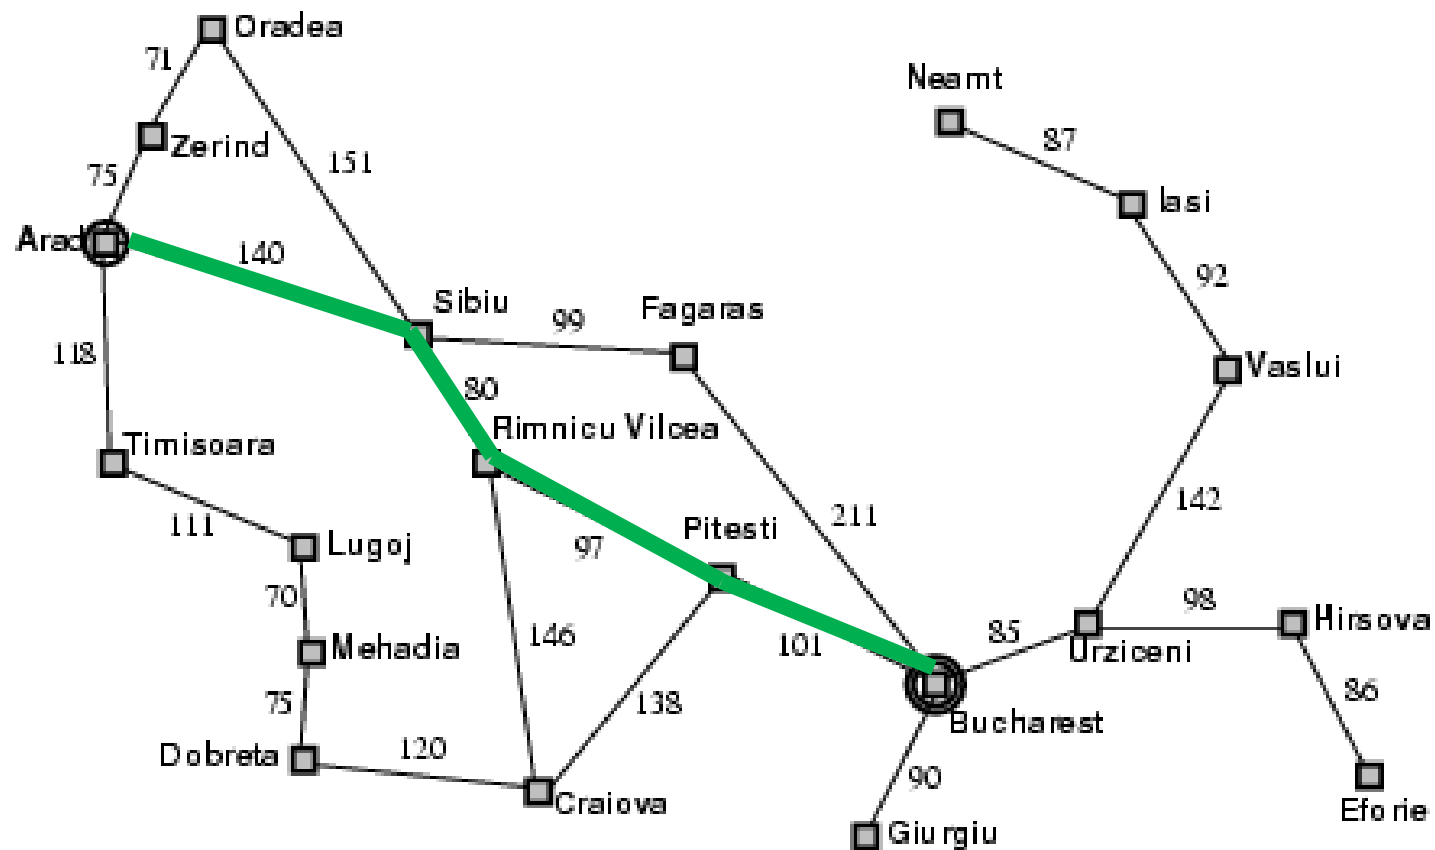 Oradea
71
Neamt
87
Zerind
151
75
Iasi
Arad
140
92
Sibiu
Fagaras
99
118
Vaslui
80
Rimnicu Vilcea
Timisoara
142
211
Pitesti
111
Lugoj
97
70
98
Hirsova
146
85
101
Mehadia
Urziceni
86
75
138
Bucharest
Dobreta
120
90
Craiova
Eforie
Giurgiu